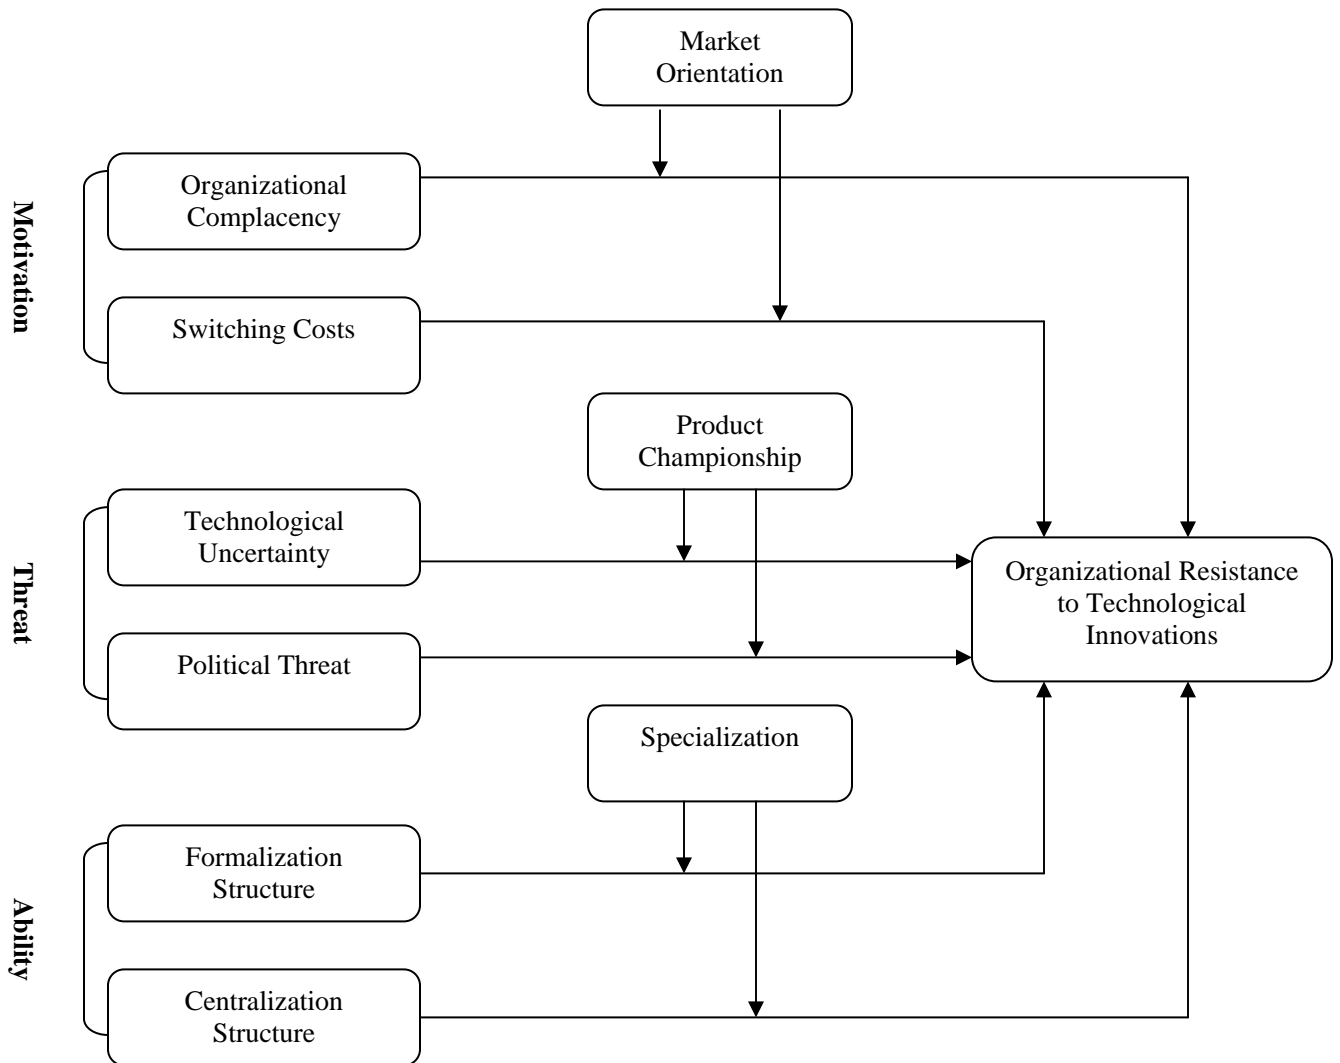 Market
Orientation
Motivation
Organizational
Complacency
Switching Costs
Product
Championship
Threat
Technological
Uncertainty
Organizational Resistance
to Technological
Innovations
Political Threat
Specialization
Ability
Formalization
Structure
Centralization
Structure